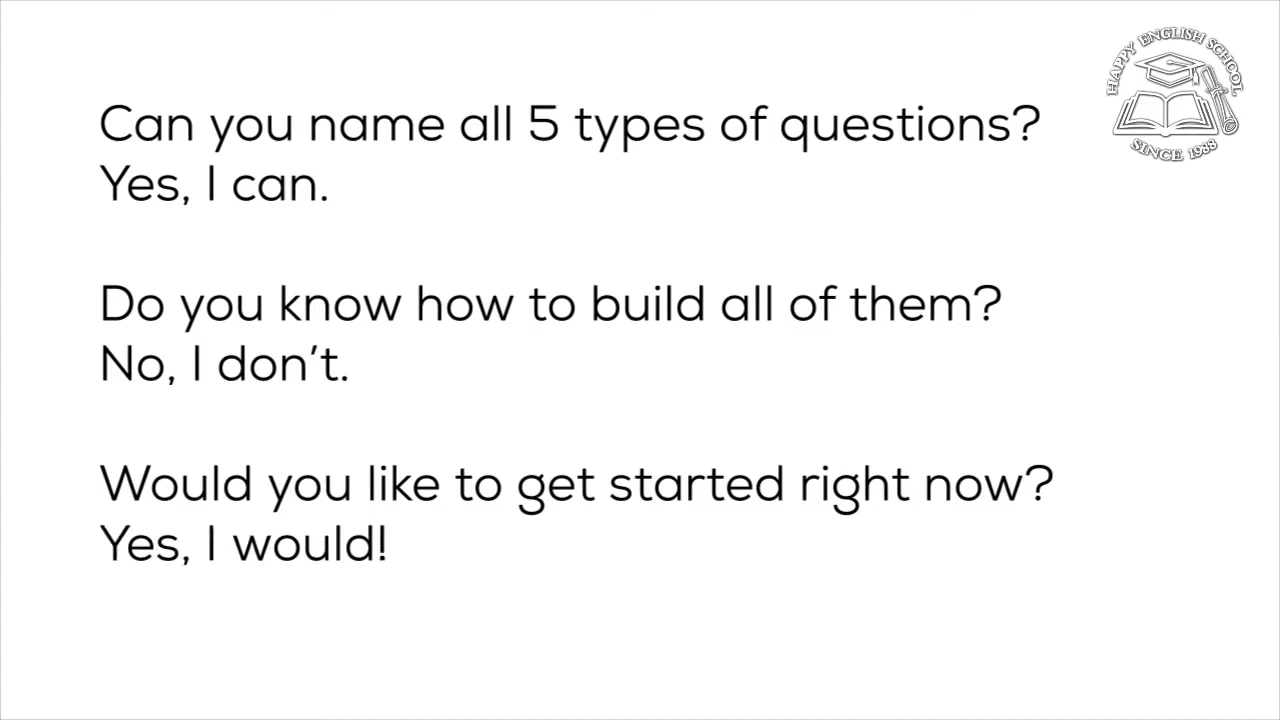 HAPPY ENGLISH SCHOOL
SINCE 1988
Can you name all 5 types of questions?
Yes, I can.
Do you know how to build all of them?
No, I don’t.
Would you like to get started right now?
Yes, I would!